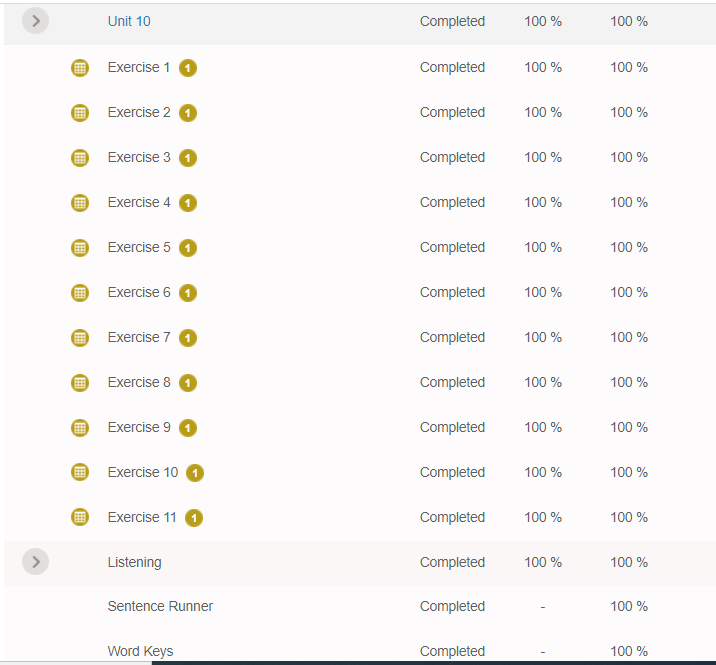 Unit 10 Completed 100 % 100 %
Exercise 1 1 Completed 100 % 100 %
Exercise 2 1 Completed 100 % 100 %
Exercise 3 1 Completed 100 % 100 %
Exercise 4 1 Completed 100 % 100 %
Exercise 5 1 Completed 100 % 100 %
Exercise 6 1 Completed 100 % 100 %
Exercise 7 1 Completed 100 % 100 %
Exercise 8 1 Completed 100 % 100 %
Exercise 9 1 Completed 100 % 100 %
Exercise 10 1 Completed 100 % 100 %
Exercise 11 1 Completed 100 % 100 %
Listening Completed 100 % 100 %
Sentence Runner Completed - 100 %
Word Keys Completed - 100 %